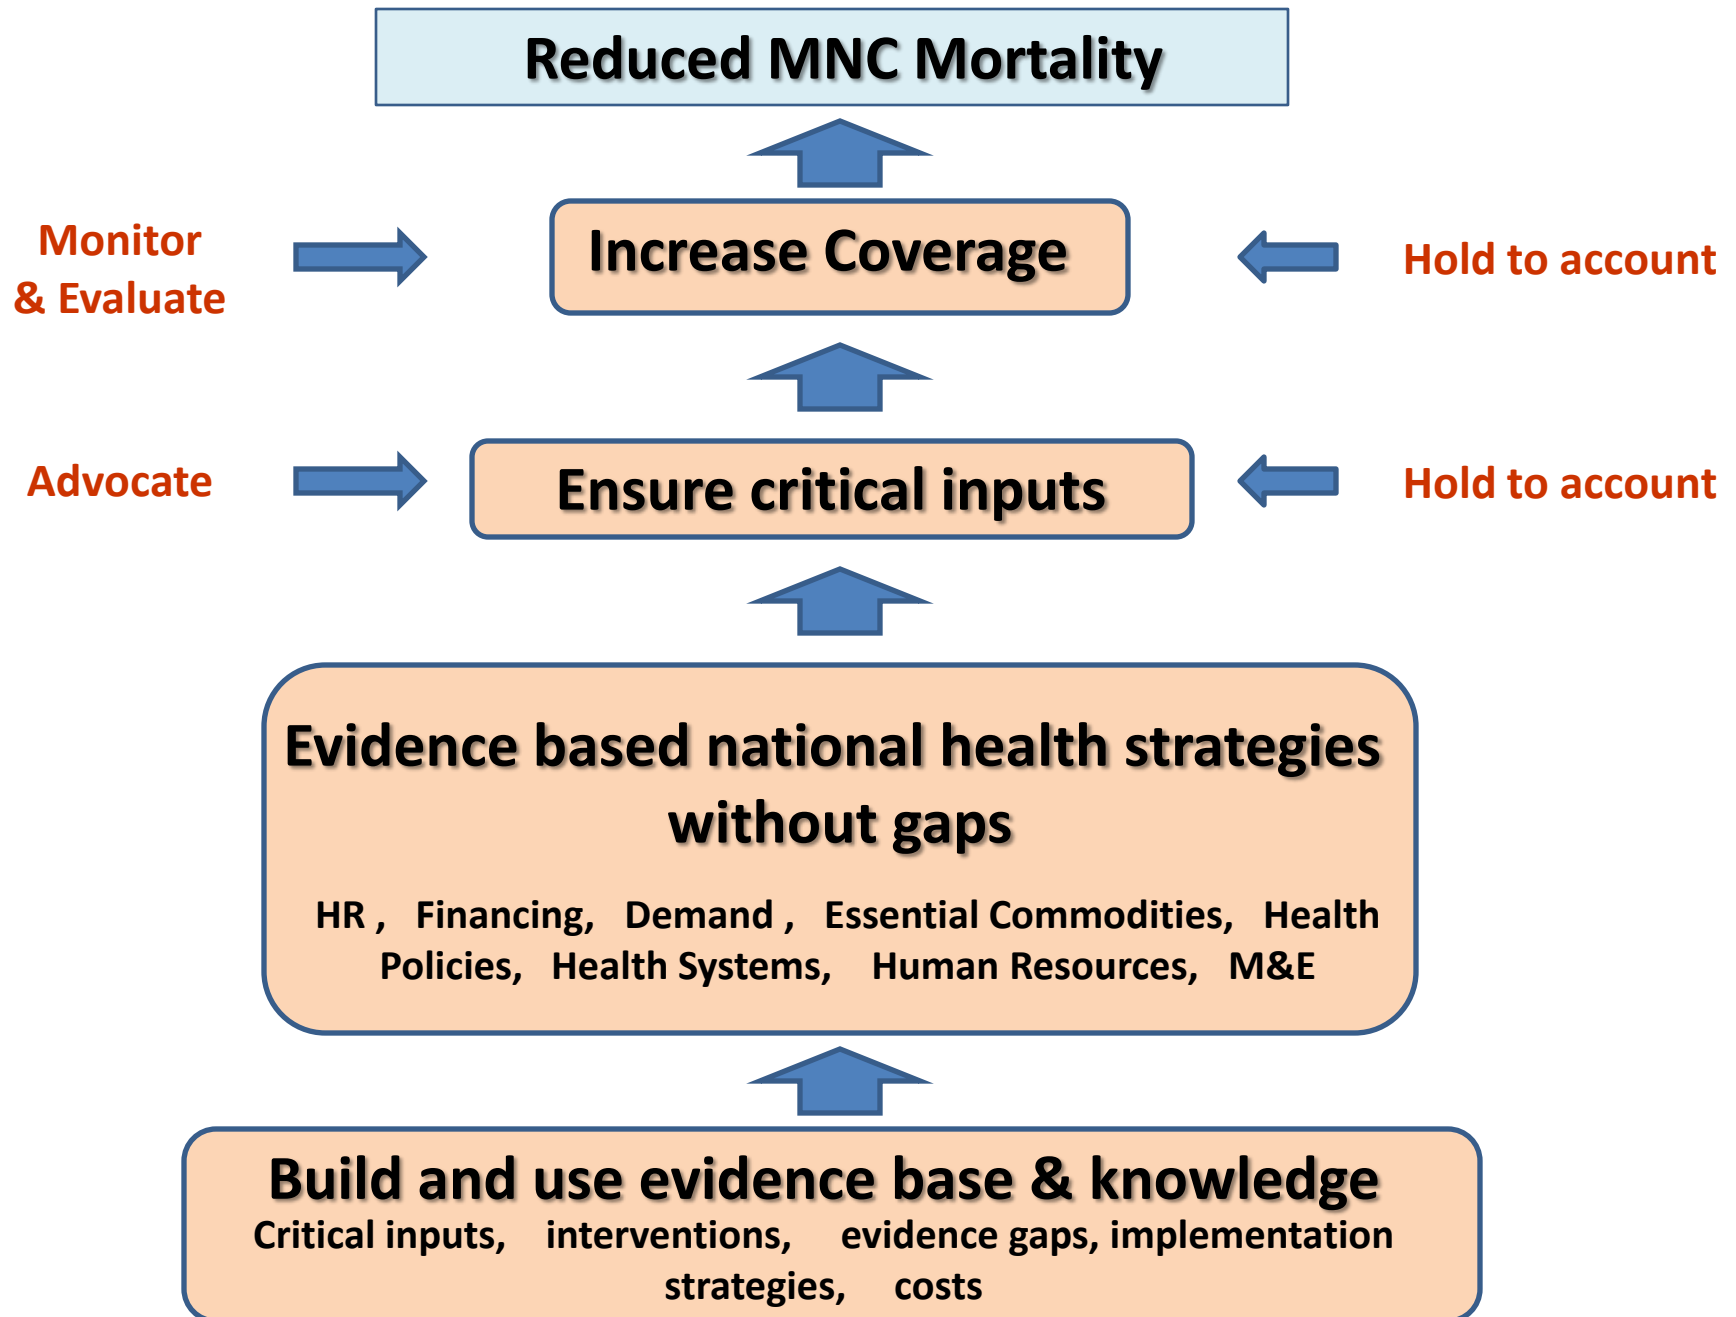 Reduced MNC Mortality
Monitor
& Evaluate
Increase Coverage
Hold to account
Advocate
Ensure critical inputs
Hold to account
Evidence based national health strategies
without gaps
HR , Financing, Demand , Essential Commodities, Health
Policies, Health Systems, Human Resources, M&E
Build and use evidence base & knowledge
Critical inputs, interventions, evidence gaps, implementation
strategies, costs